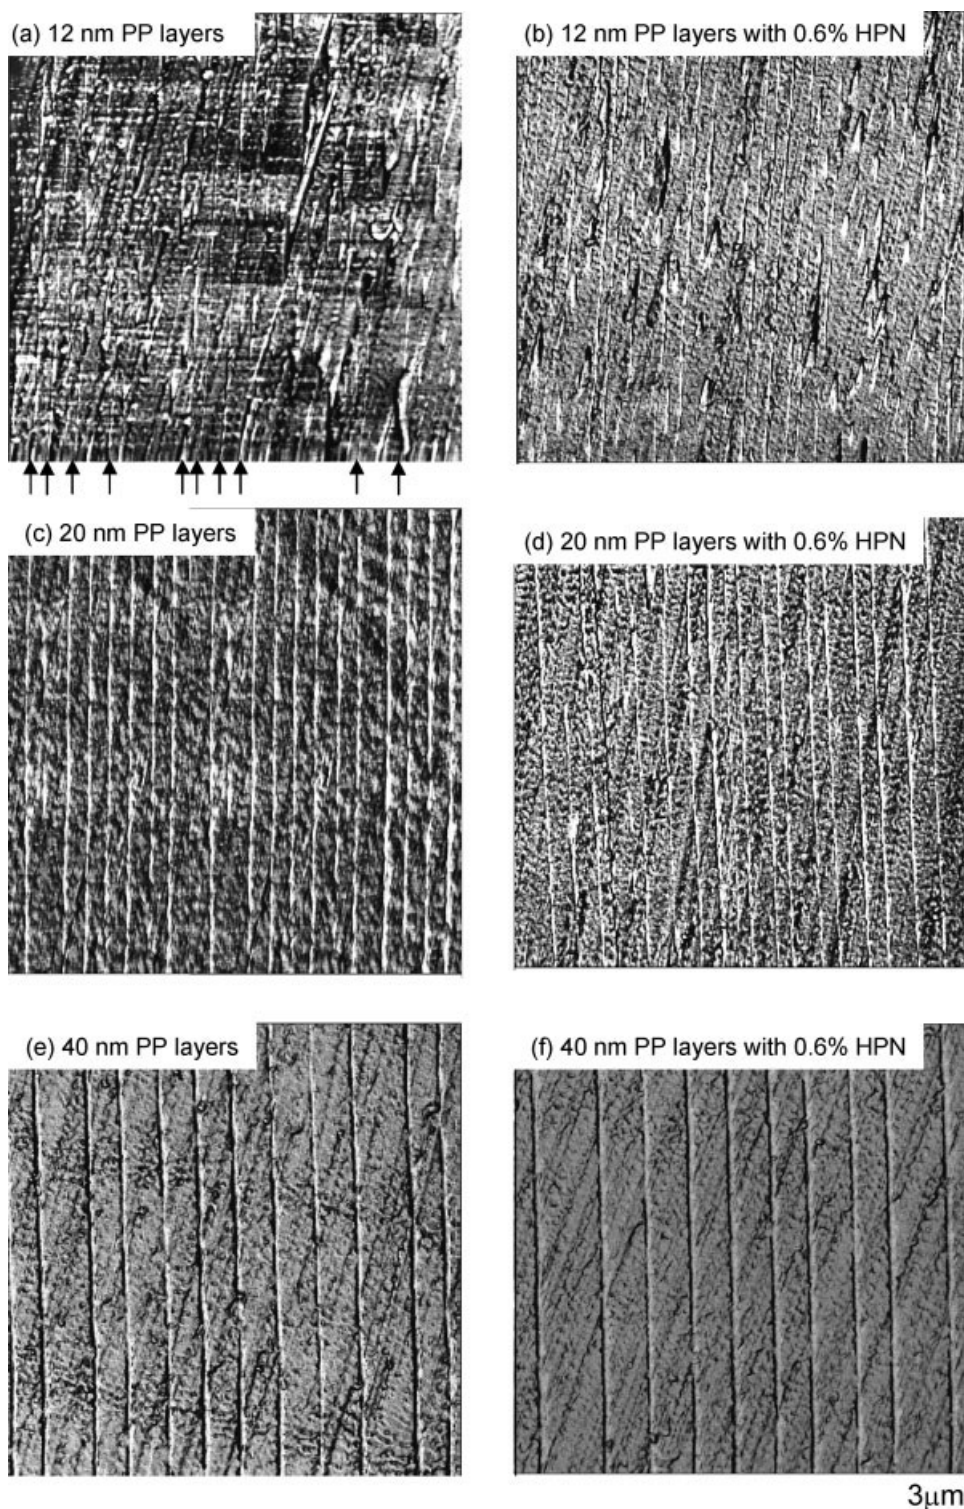 (a) 12 nm PP layers
(b) 12 nm PP layers with 0.6% HPN
(c) 20 nm PP layers
(d) 20 nm PP layers with 0.6% HPN
(e) 40 nm PP layers
(f) 40 nm PP layers with 0.6% HPN
3μm